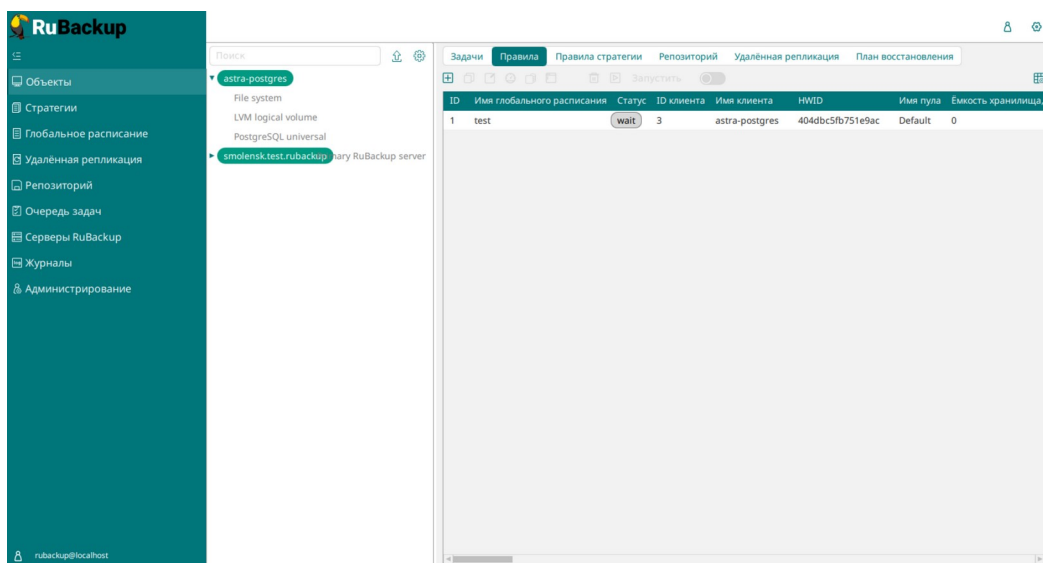 RuBackup
Объекты
Стратегии
Глобальное расписание
Удалённая репликация
Репозиторий
Очередь задач
Серверы RuBackup
Журналы
Администрирование
rubackup@localhost
Поиск
astra-postgres
File system
LVM logical volume
PostgreSQL universal
smolensk.test.rubackup ary RuBackup server
Задачи Правила Правила стратегии Репозиторий Удалённая репликация План восстановления
Запустить
ID Имя глобального расписания Статус ID клиента Имя клиента HWID Имя пула Ёмкость хранилища,
1 test wait 3 astra-postgres 404dbc5fb751e9ac Default 0